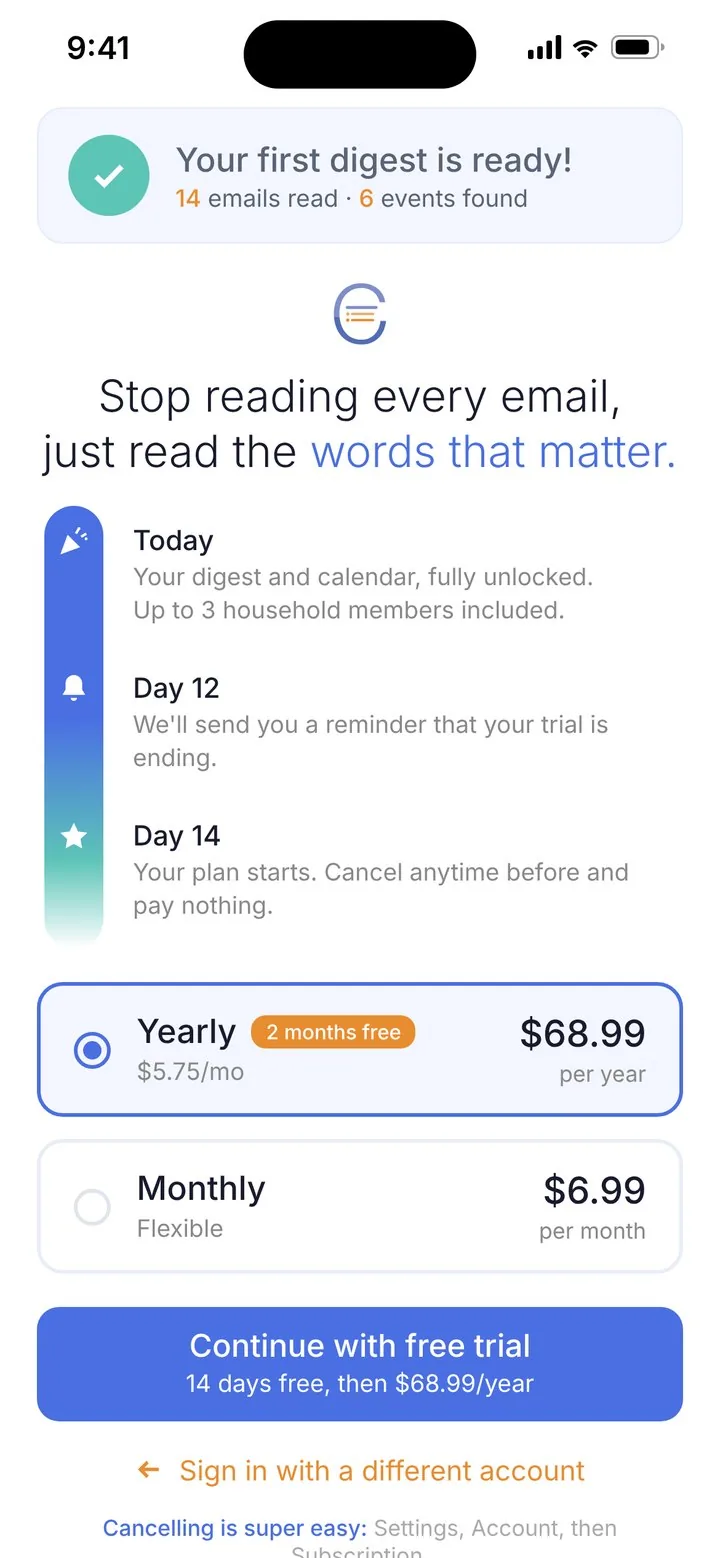 9:41
Your first digest is ready!
14 emails read · 6 events found
Stop reading every email,
just read the words that matter.
Today
Your digest and calendar, fully unlocked.
Up to 3 household members included.
Day 12
We'll send you a reminder that your trial is
ending.
Day 14
Your plan starts. Cancel anytime before and
pay nothing.
Yearly 2 months free $68.99
$5.75/mo per year
Monthly $6.99
Flexible per month
Continue with free trial
14 days free, then $68.99/year
← Sign in with a different account
Cancelling is super easy: Settings, Account, then
Subscription